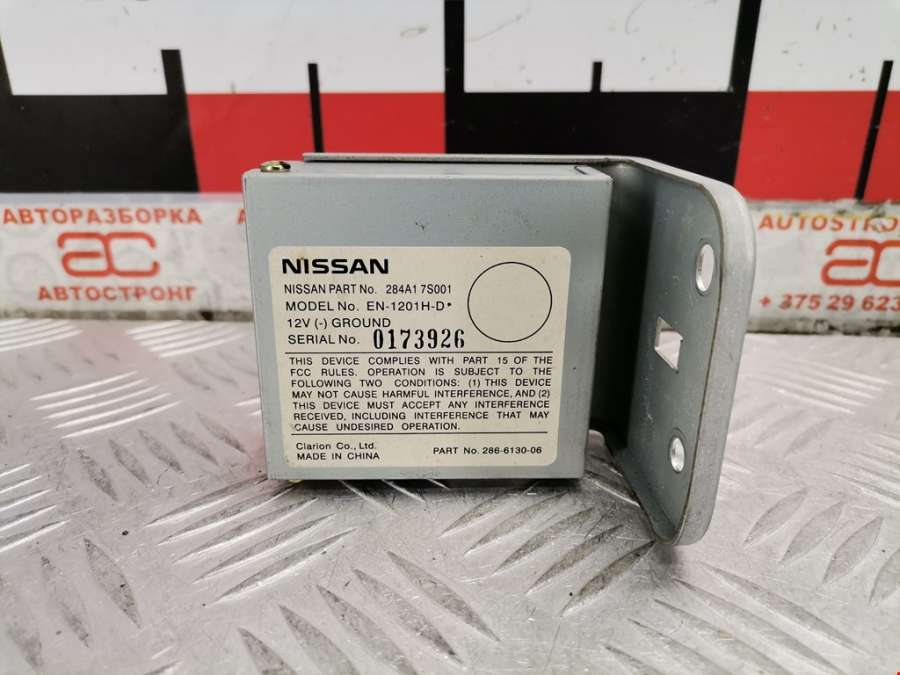 АВТОРАЗБОРКА
AC
АВТОСТРОНГ
AUTOSTRO
+ 375 29 623
NISSAN
NISSAN PART No. 284A1 7S001
MODEL No. EN-1201H-D*
12V (-) GROUND
SERIAL No. 0173926
THIS DEVICE COMPLIES WITH PART 15 OF THE
FCC RULES. OPERATION IS SUBJECT TO THE
FOLLOWING TWO CONDITIONS: (1) THIS DEVICE
MAY NOT CAUSE HARMFUL INTERFERENCE, AND (2)
THIS DEVICE MUST ACCEPT ANY INTERFERENCE
RECEIVED, INCLUDING INTERFERENCE THAT MAY
CAUSE UNDESIRED OPERATION.
Clarion Co., Ltd.
MADE IN CHINA
PART No. 286-6130-06